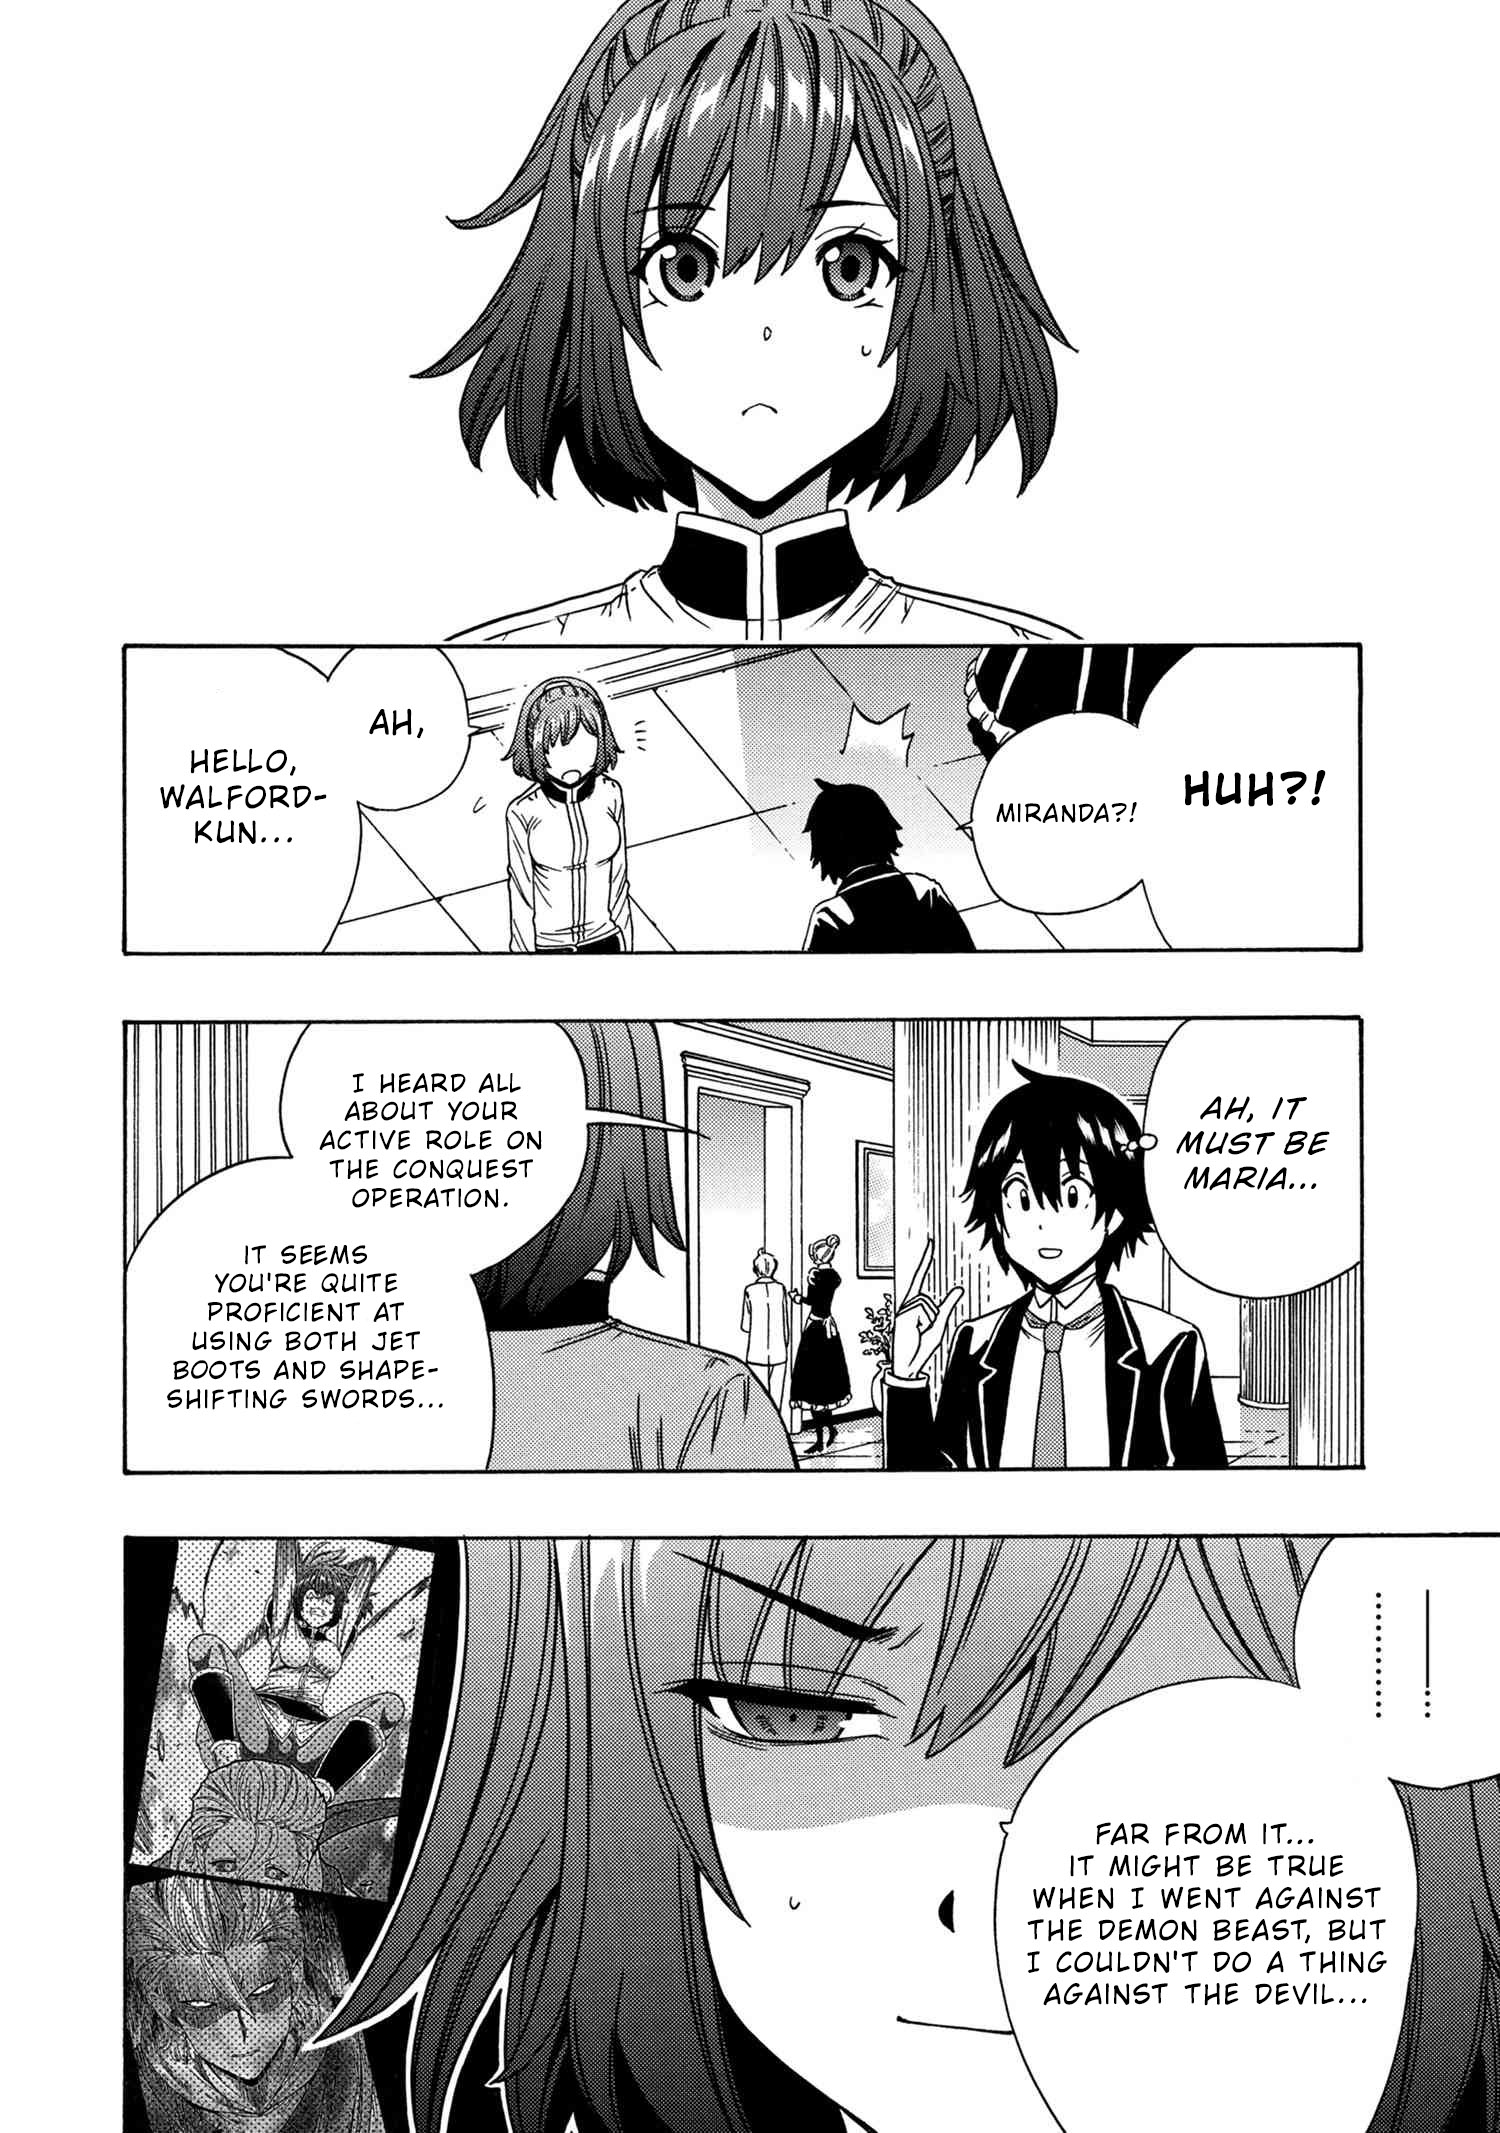 HUH?!
MIRANDA?!
AH,
HELLO,
WALFORD-
KUN...
AH, IT
MUST BE
MARIA...
I HEARD ALL
ABOUT YOUR
ACTIVE ROLE ON
THE CONQUEST
OPERATION.
IT SEEMS
YOU'RE QUITE
PROFICIENT AT
USING BOTH JET
BOOTS AND SHAPE-
SHIFTING SWORDS...
FAR FROM IT...
IT MIGHT BE TRUE
WHEN I WENT AGAINST
THE DEMON BEAST, BUT
I COULDN'T DO A THING
AGAINST THE DEVIL...